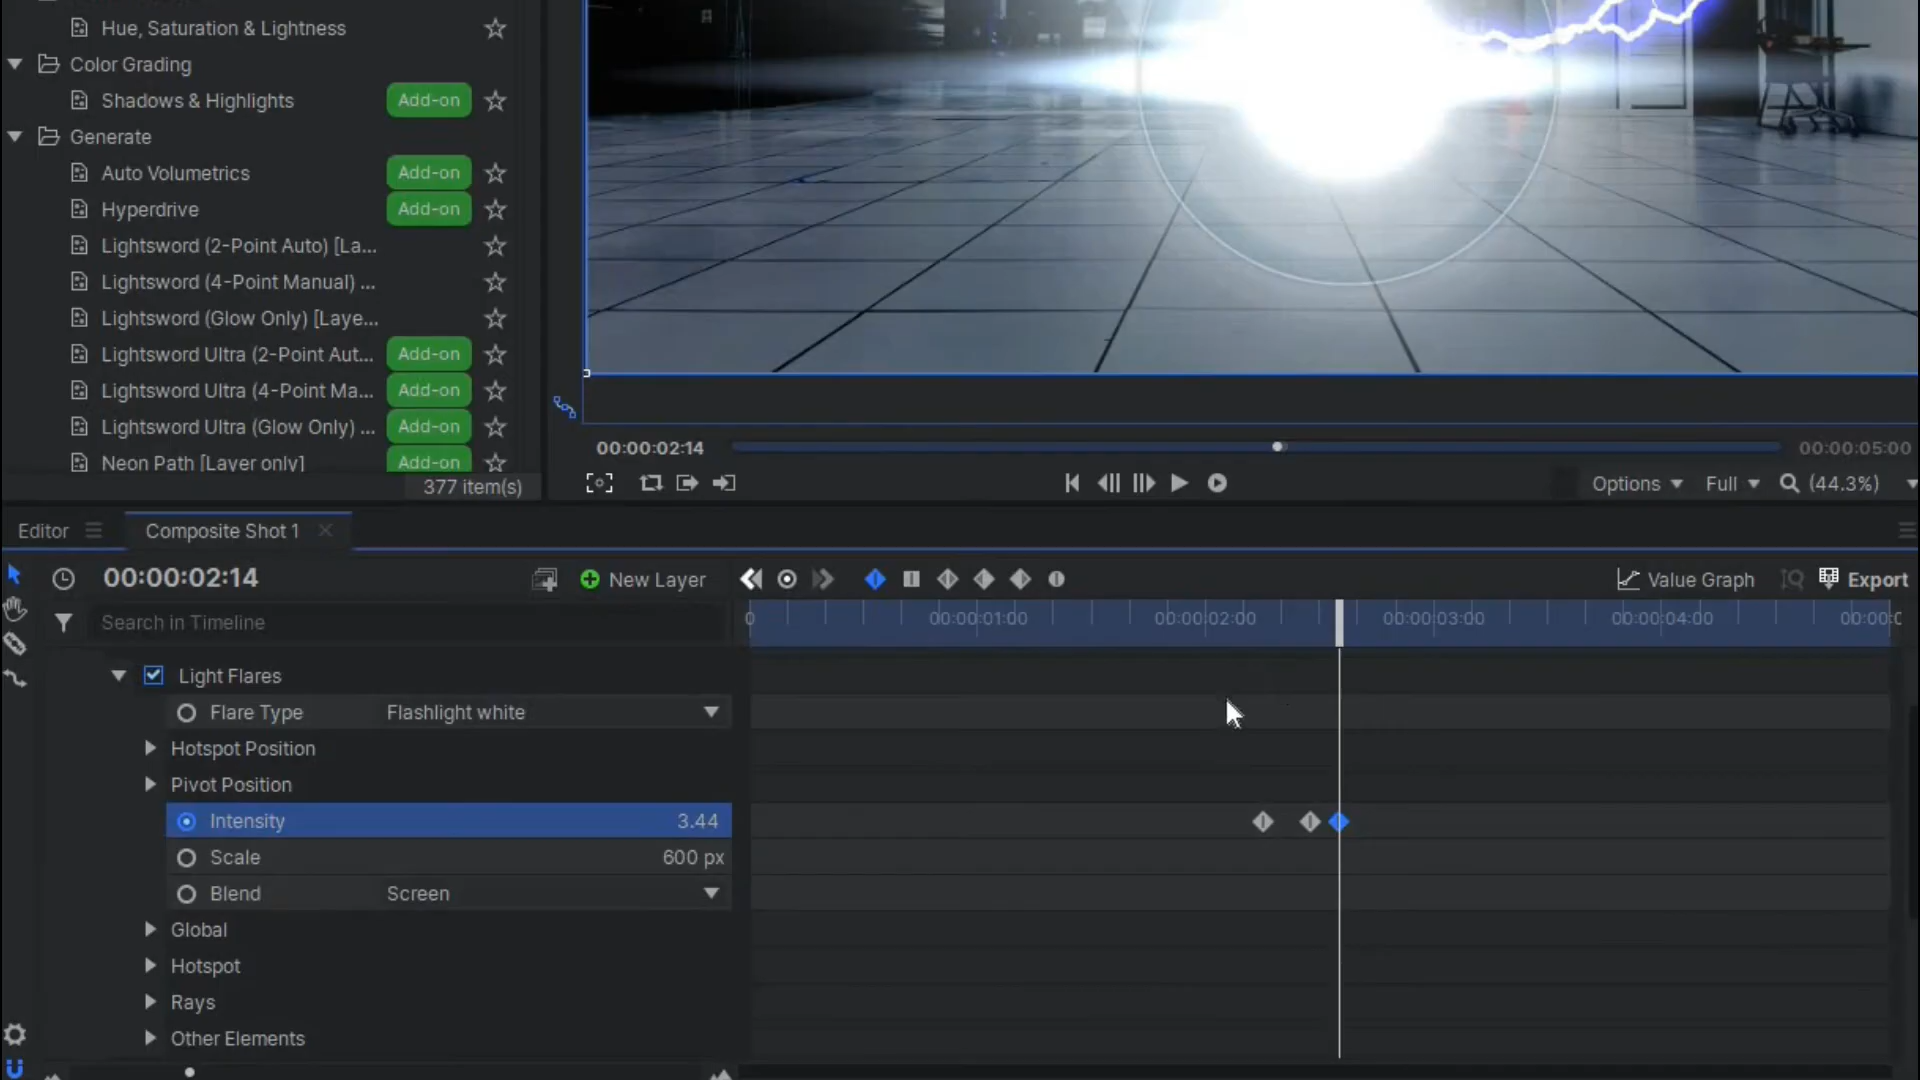 Hue, Saturation & Lightness
Color Grading
Shadows & Highlights Add-on
Generate
Auto Volumetrics Add-on
Hyperdrive Add-on
Lightsword (2-Point Auto) [La...
Lightsword (4-Point Manual) ...
Lightsword (Glow Only) [Laye...
Lightsword Ultra (2-Point Aut... Add-on
Lightsword Ultra (4-Point Ma... Add-on
Lightsword Ultra (Glow Only) ... Add-on
Neon Path [Layer only] Add-on
377 item(s)
00:00:02:14 00:00:05:00
Options Full (44.3%)
Editor Composite Shot 1
00:00:02:14 New Layer Value Graph Export
Search in Timeline
0 00:00:01:00 00:00:02:00 00:00:03:00 00:00:04:00
Light Flares
Flare Type Flashlight white
Hotspot Position
Pivot Position
Intensity 3.44
Scale 600 px
Blend Screen
Global
Hotspot
Rays
Other Elements